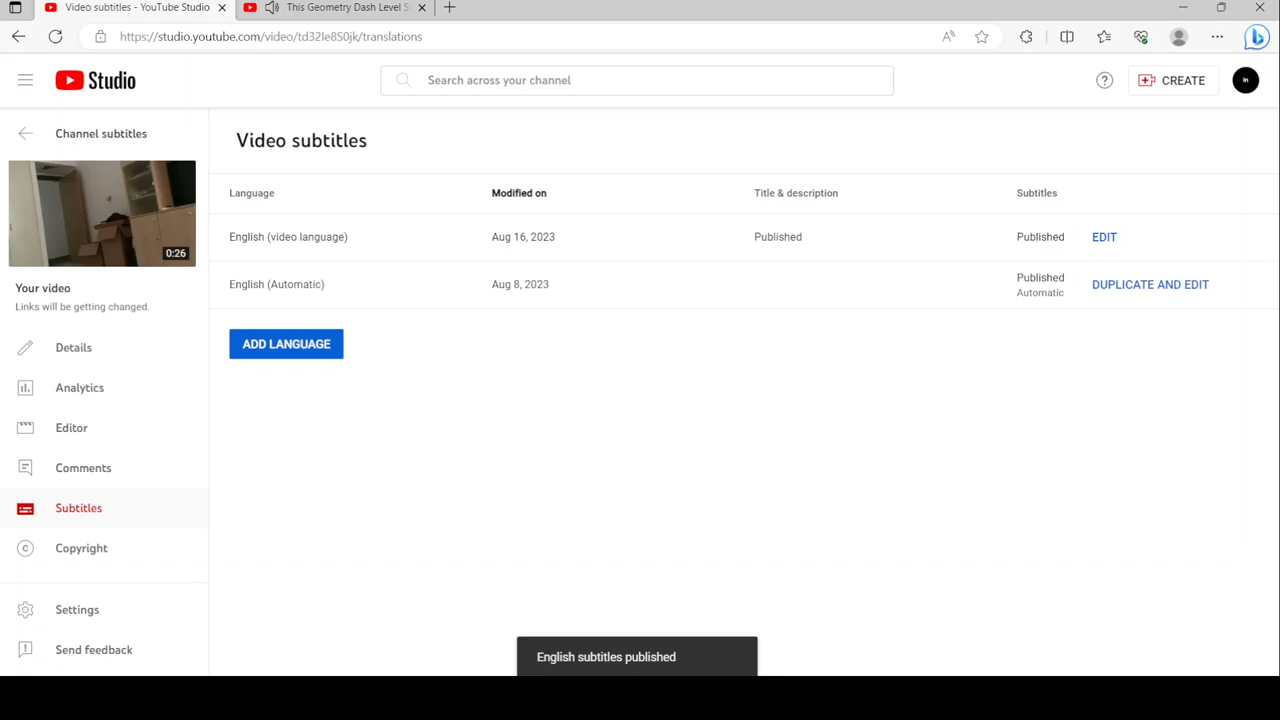 Video subtitles - YouTube Studio
This Geometry Dash Level S
https://studio.youtube.com/video/td32Ie8S0jk/translations
Studio
Search across your channel
CREATE
Channel subtitles
0:26
Your video
Links will be getting changed.
Details
Analytics
Editor
Comments
Subtitles
Copyright
Settings
Send feedback
Video subtitles
Language Modified on Title & description Subtitles
English (video language) Aug 16, 2023 Published Published EDIT
English (Automatic) Aug 8, 2023 Published DUPLICATE AND EDIT
Automatic
ADD LANGUAGE
English subtitles published